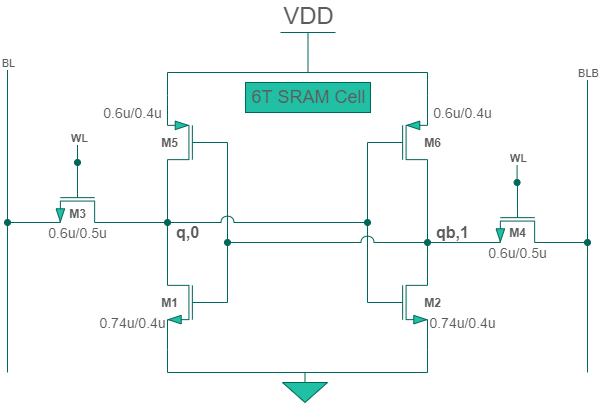 VDD
BL
6T SRAM Cell
BLB
0.6u/0.4u
0.6u/0.4u
WL
M5
M6
WL
M3
q,0
qb,1
M4
0.6u/0.5u
0.6u/0.5u
M1
M2
0.74u/0.4u
0.74u/0.4u